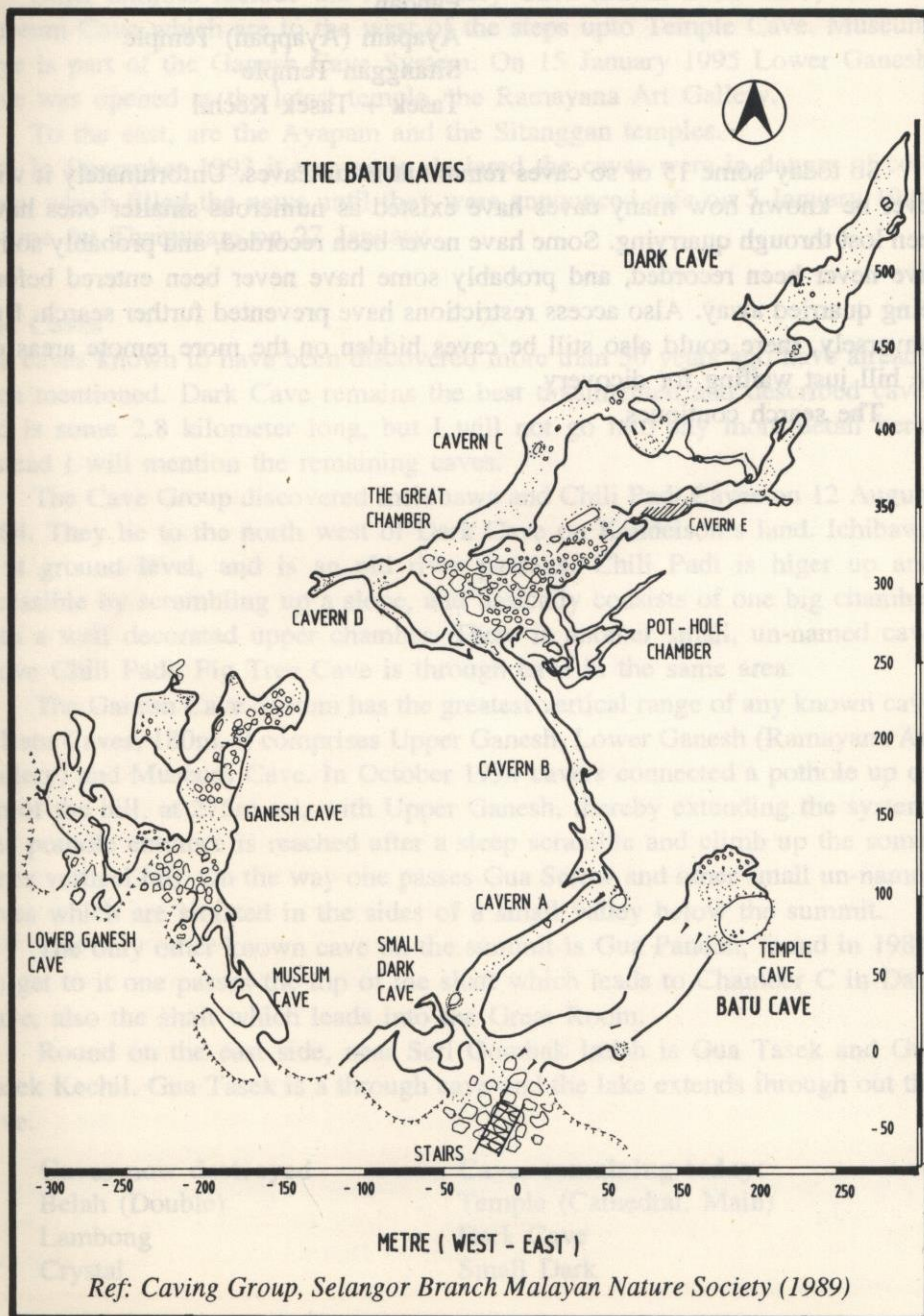 THE BATU CAVES
DARK CAVE
500
450
CAVERN C
400
THE GREAT
CHAMBER
350
CAVERN E
300
CAVERN D
POT-HOLE
CHAMBER
250
200
CAVERN B
GANESH CAVE
150
CAVERN A
100
LOWER GANESH
CAVE
SMALL
DARK
CAVE
MUSEUM
CAVE
TEMPLE
CAVE
50
BATU CAVE
0
-50
STAIRS
-300 -250 -200 -150 -100 50 0 50 100 150 200 250
METRE ( WEST - EAST )
Ref: Caving Group, Selangor Branch Malayan Nature Society (1989)